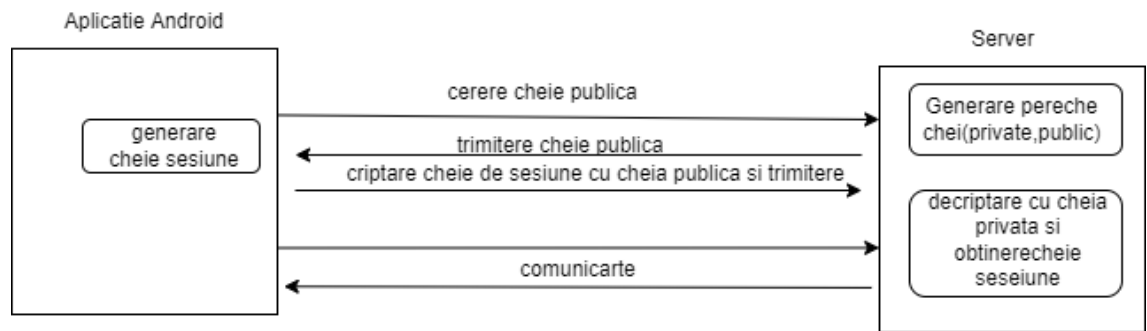 Aplicatie Android
Server
cerere cheie publica
Generare pereche
chei(private,public)
generare
cheie sesiune
trimitere cheie publica
criptare cheie de sesiune cu cheia publica si trimitere
decriptare cu cheia
privata si
obtinerecheie
seseiune
comunicarte